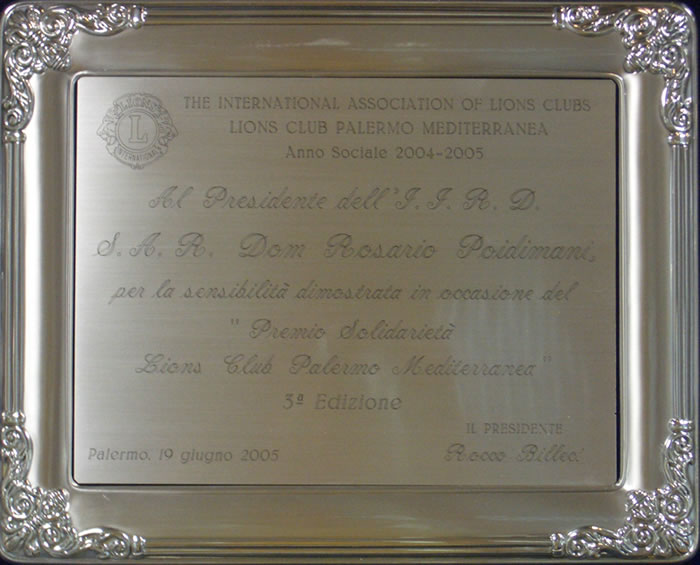 LIONS
L
INTERNATIONAL
THE INTERNATIONAL ASSOCIATION OF LIONS CLUBS
LIONS CLUB PALERMO MEDITERRANEA
Anno Sociale 2004-2005
Al Presidente dell'I. I. R. D.
S. A. R. Dom Rosario Poidimani,
per la sensibilità dimostrata in occasione del
" Premio Solidarietà
Lions Club Palermo Mediterranea "
3ª Edizione
IL PRESIDENTE
Palermo, 19 giugno 2005
Rocco Billeci